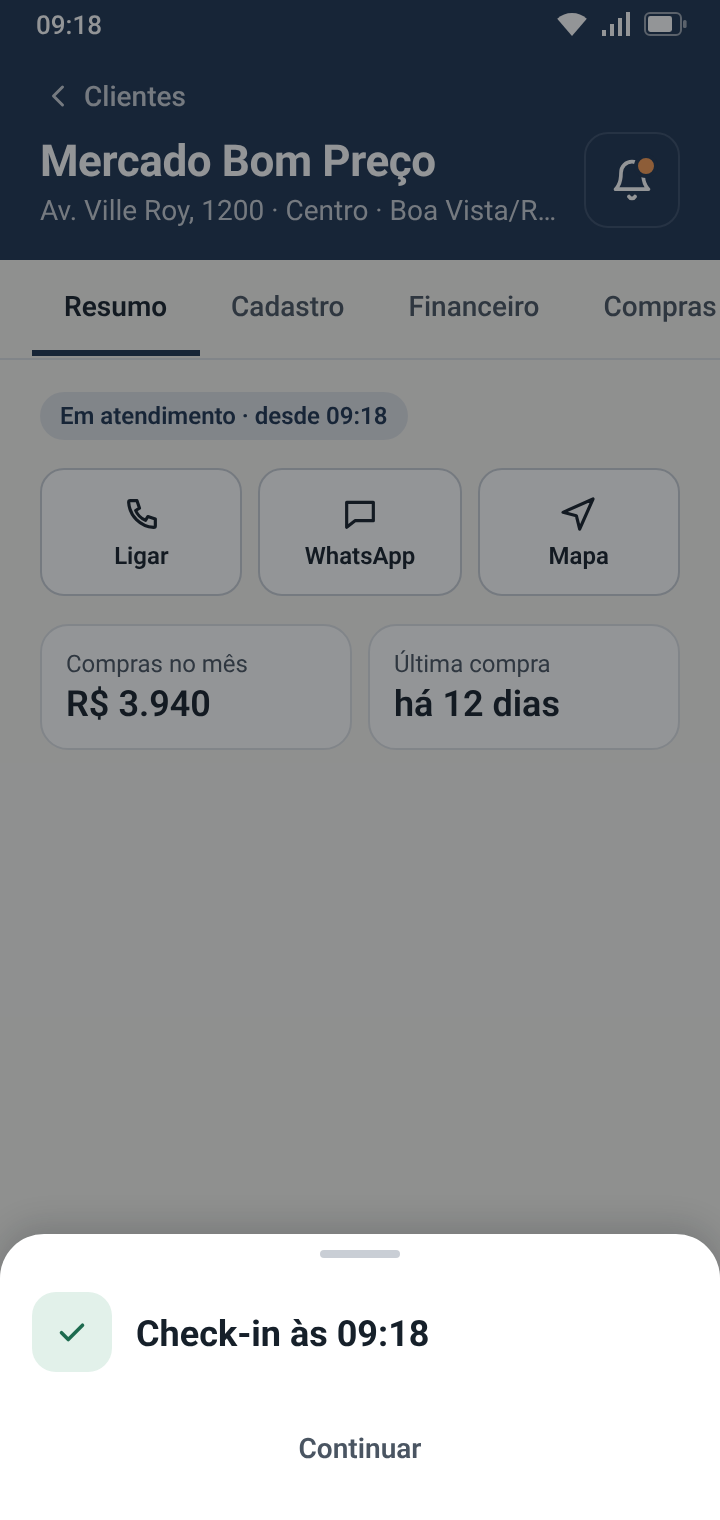 09:18
Clientes
Mercado Bom Preço
Av. Ville Roy, 1200 · Centro · Boa Vista/R…
Resumo Cadastro Financeiro Compras
Em atendimento · desde 09:18
Ligar WhatsApp Mapa
Compras no mês Última compra
R$ 3.940 há 12 dias
Check-in às 09:18
Continuar